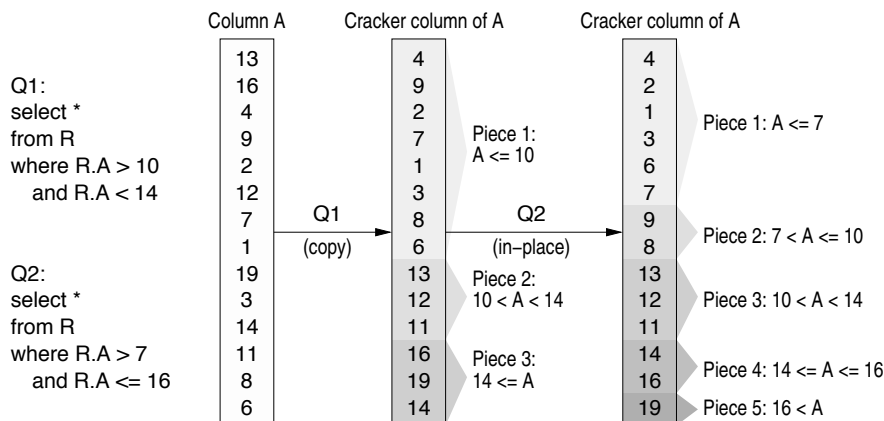 Column A
Cracker column of A
Cracker column of A
Q1:
select *
from R
where R.A > 10
and R.A < 14
Q2:
select *
from R
where R.A > 7
and R.A <= 16
13
16
4
9
2
12
7
1
19
3
14
11
8
6
Q1
(copy)
4
9
2
7
1
3
8
6
13
12
11
16
19
14
Piece 1:
A <= 10
Piece 2:
10 < A < 14
Piece 3:
14 <= A
Q2
(in-place)
4
2
1
3
6
7
9
8
13
12
11
14
16
19
Piece 1: A <= 7
Piece 2: 7 < A <= 10
Piece 3: 10 < A < 14
Piece 4: 14 <= A <= 16
Piece 5: 16 < A